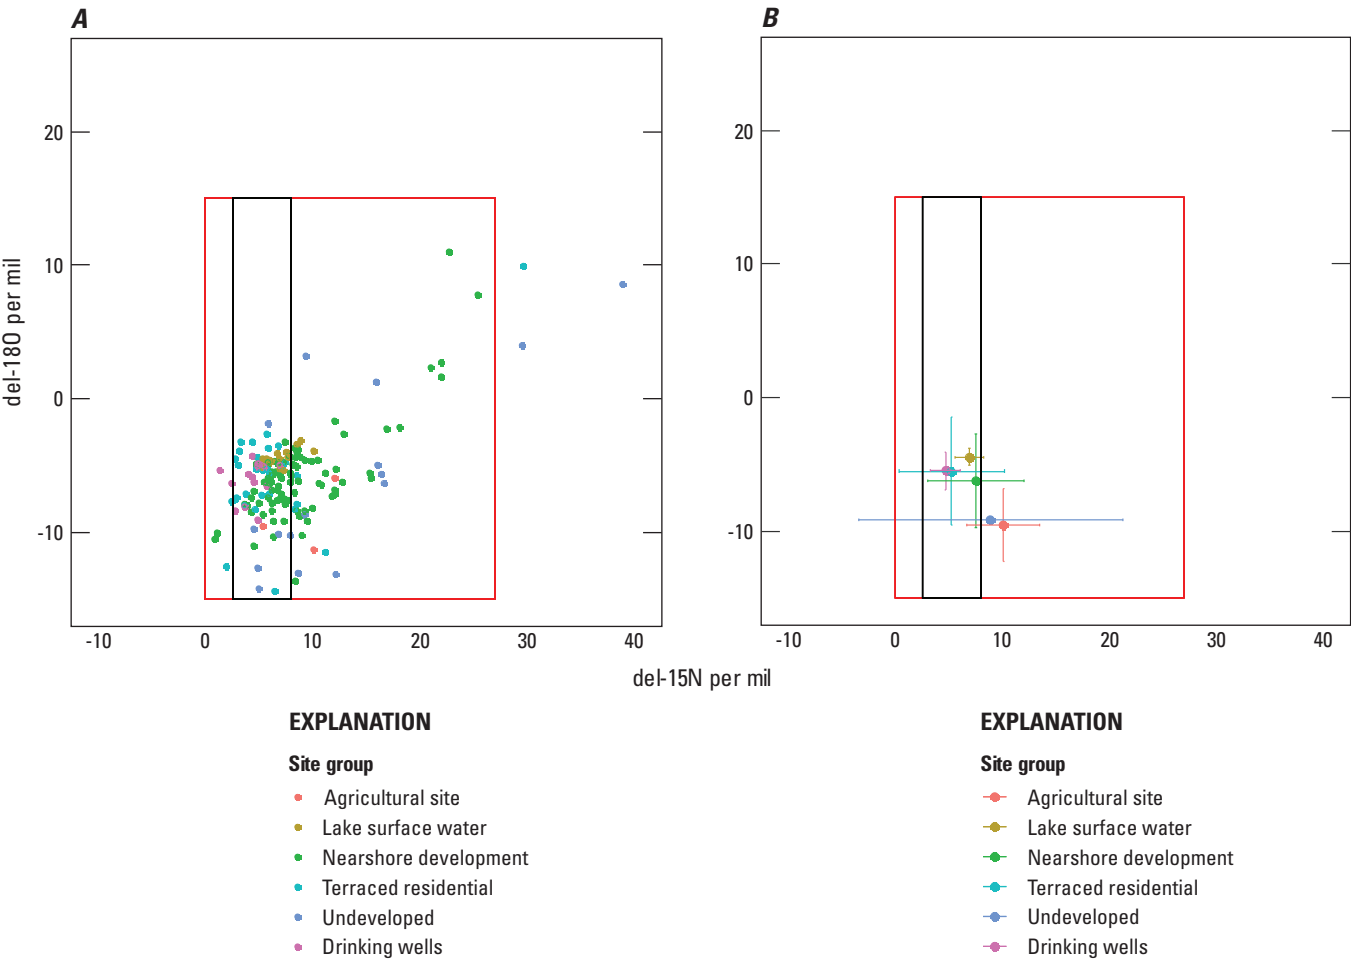 A
B
20
10
0
-10
del-180 per mil
-10
0
10
20
30
40
20
10
0
-10
-10
0
10
20
30
40
del-15N per mil
EXPLANATION
Site group
Agricultural site
Lake surface water
Nearshore development
Terraced residential
Undeveloped
Drinking wells
EXPLANATION
Site group
Agricultural site
Lake surface water
Nearshore development
Terraced residential
Undeveloped
Drinking wells